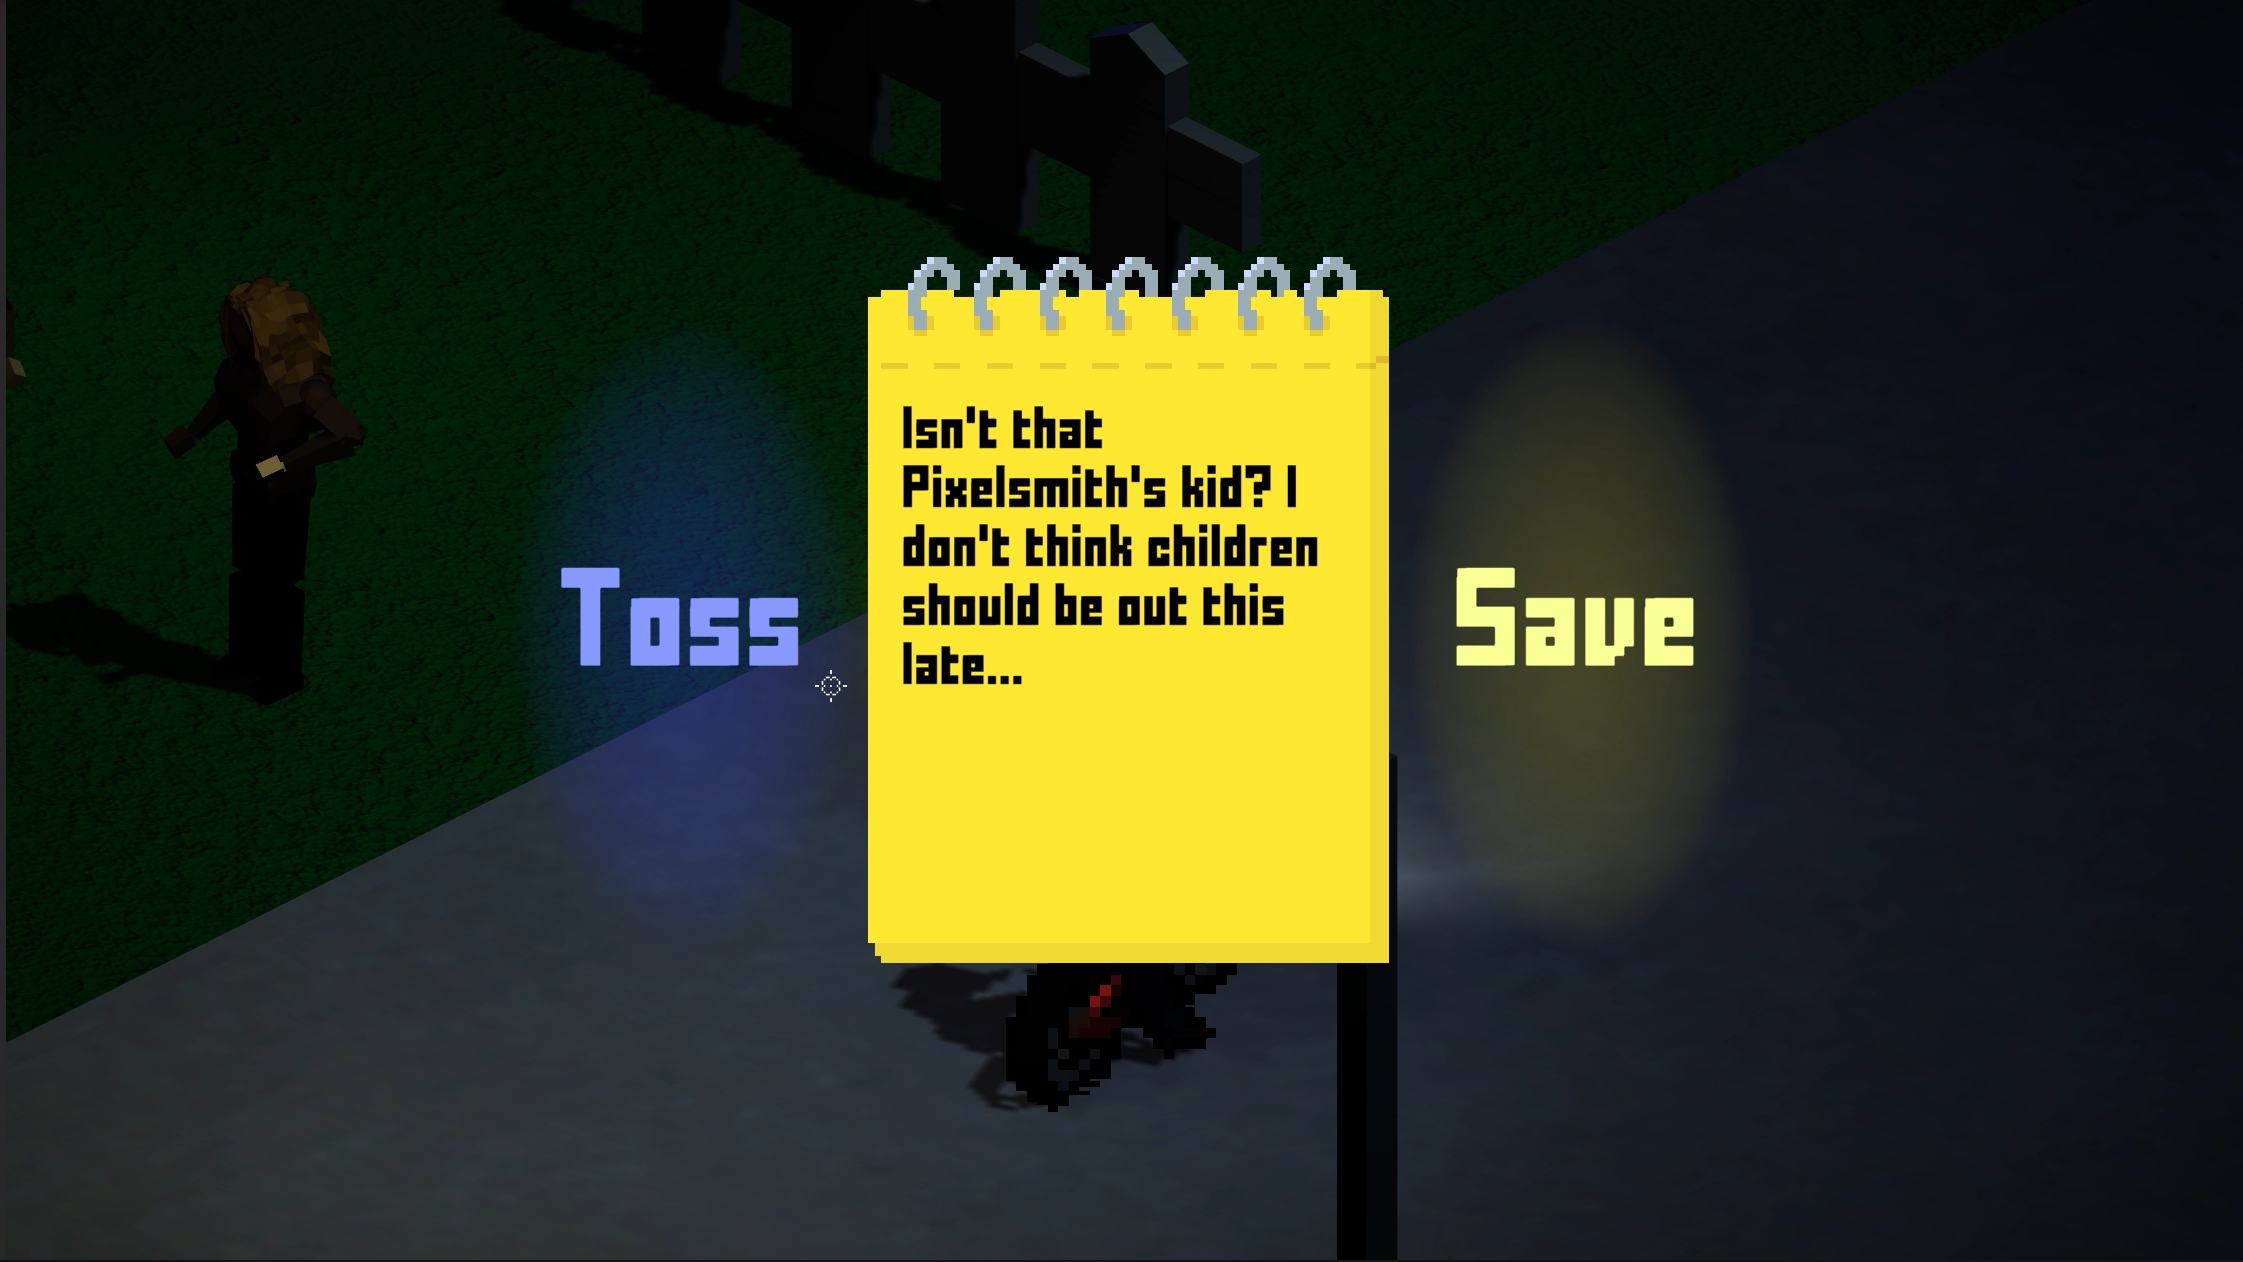 Isn't that
Pixelsmith's kid? I
don't think children
should be out this
late...
Toss
Save